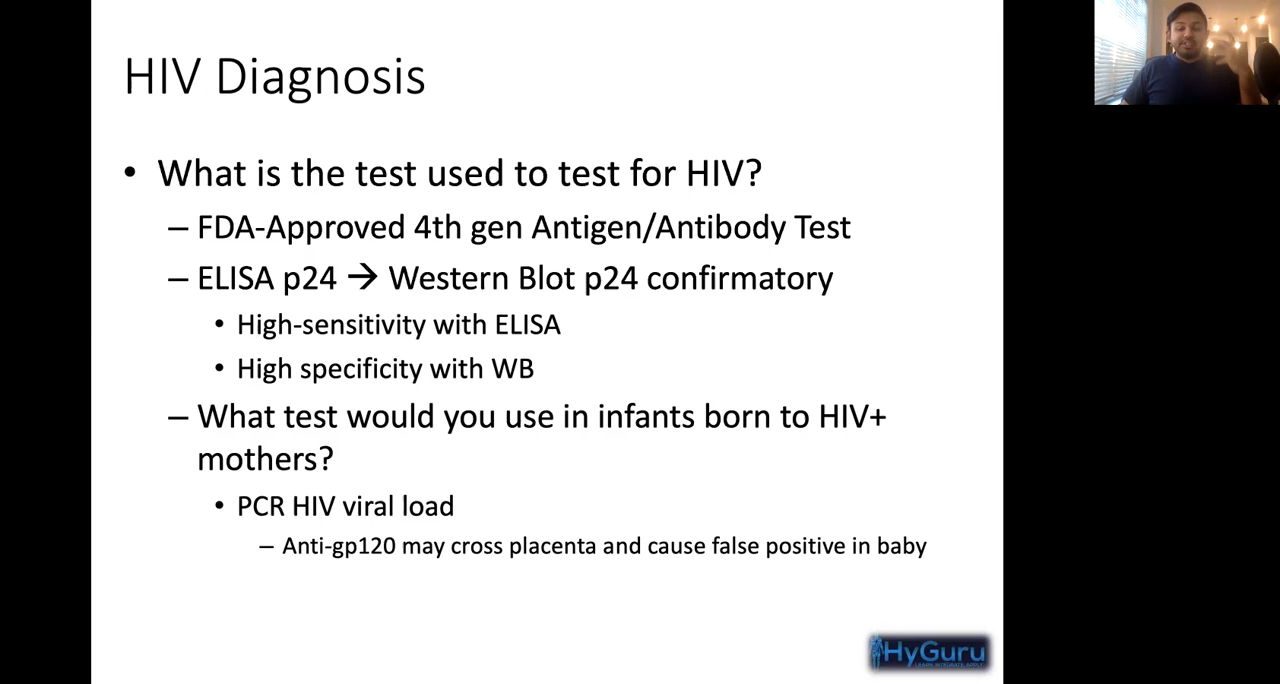 HIV Diagnosis
• What is the test used to test for HIV?
– FDA-Approved 4th gen Antigen/Antibody Test
– ELISA p24 → Western Blot p24 confirmatory
• High-sensitivity with ELISA
• High specificity with WB
– What test would you use in infants born to HIV+
mothers?
• PCR HIV viral load
– Anti-gp120 may cross placenta and cause false positive in baby
HyGuru
LEARN. INTEGRATE. APPLY.